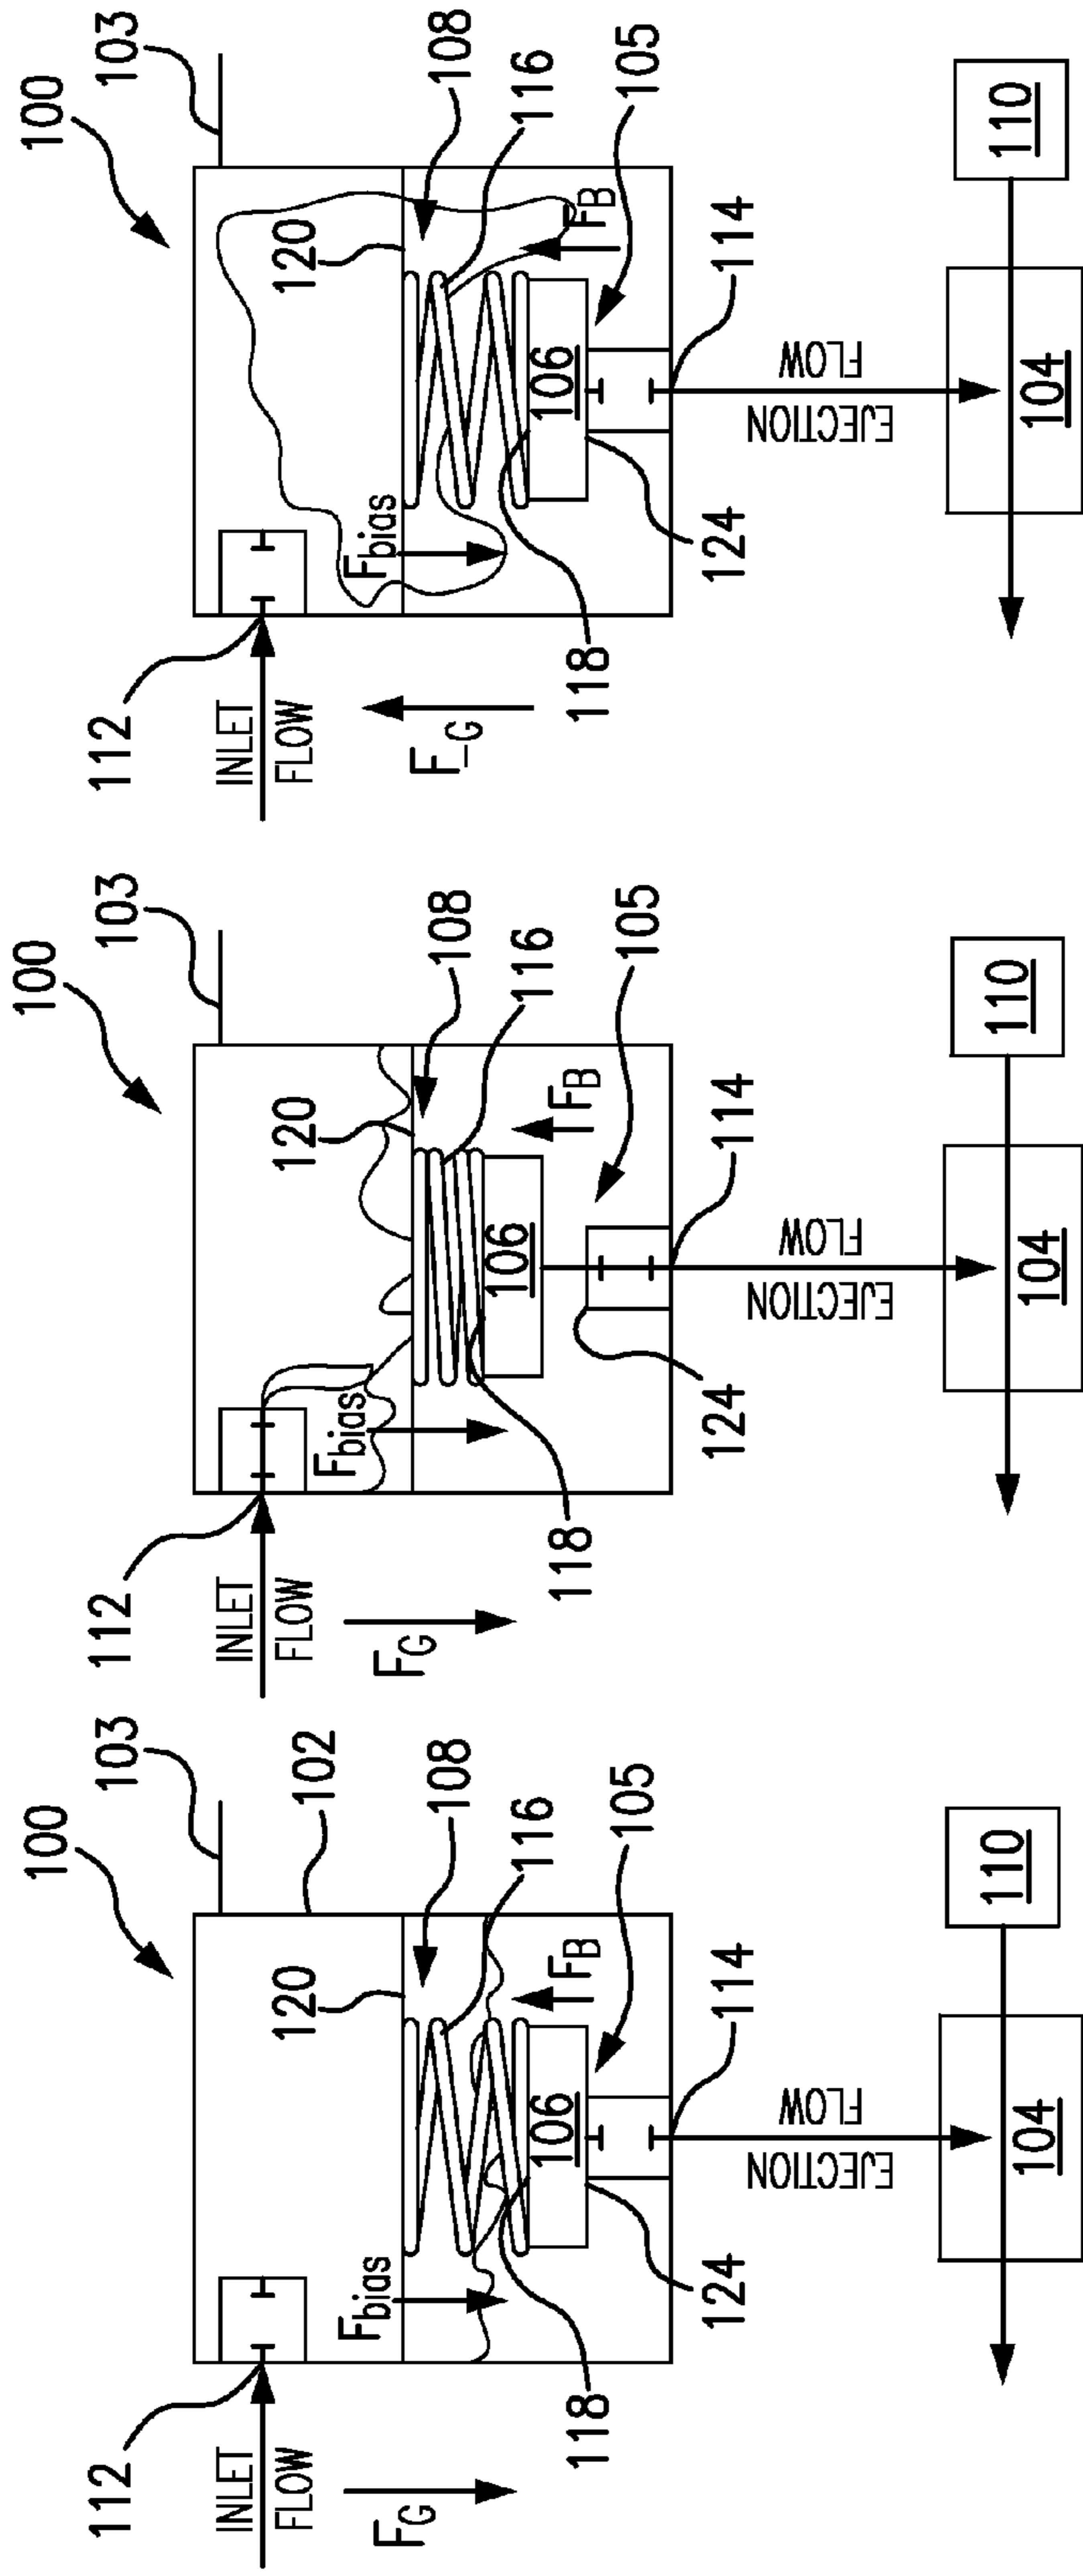 100
103
112
INLET
FLOW
102
120
108
F_bias
F_G
116
F_B
118
106
105
124
114
EJECTION
FLOW
104
110
100
103
112
INLET
FLOW
120
108
F_bias
F_G
116
F_B
118
106
105
124
114
EJECTION
FLOW
104
110
100
103
112
INLET
FLOW
120
108
F_bias
F_-G
116
F_B
118
106
105
124
114
EJECTION
FLOW
104
110